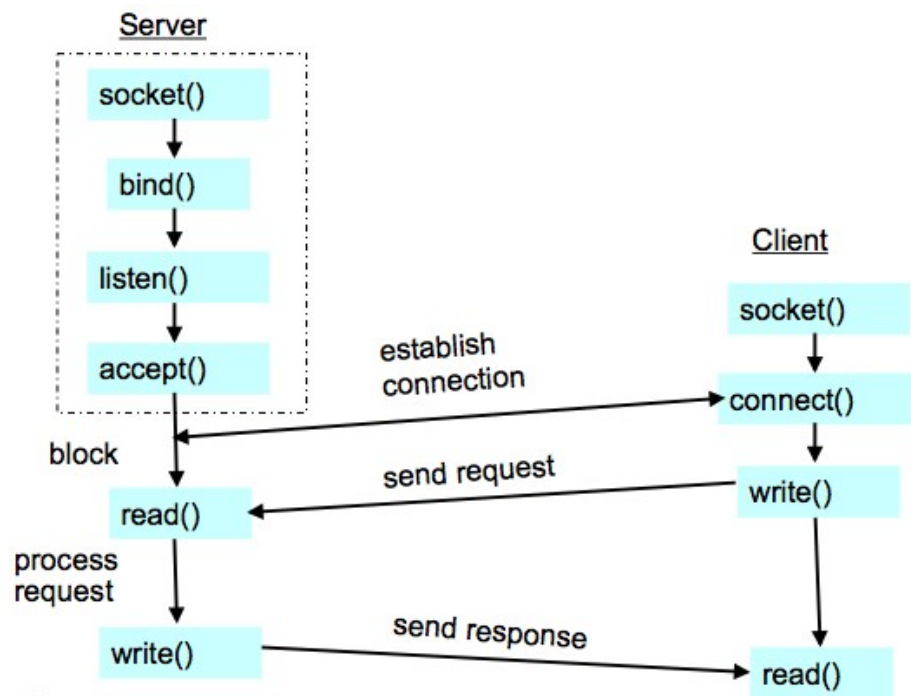 Server
socket()
bind()
listen()
accept()
block
read()
process
request
write()
establish
connection
send request
send response
Client
socket()
connect()
write()
read()